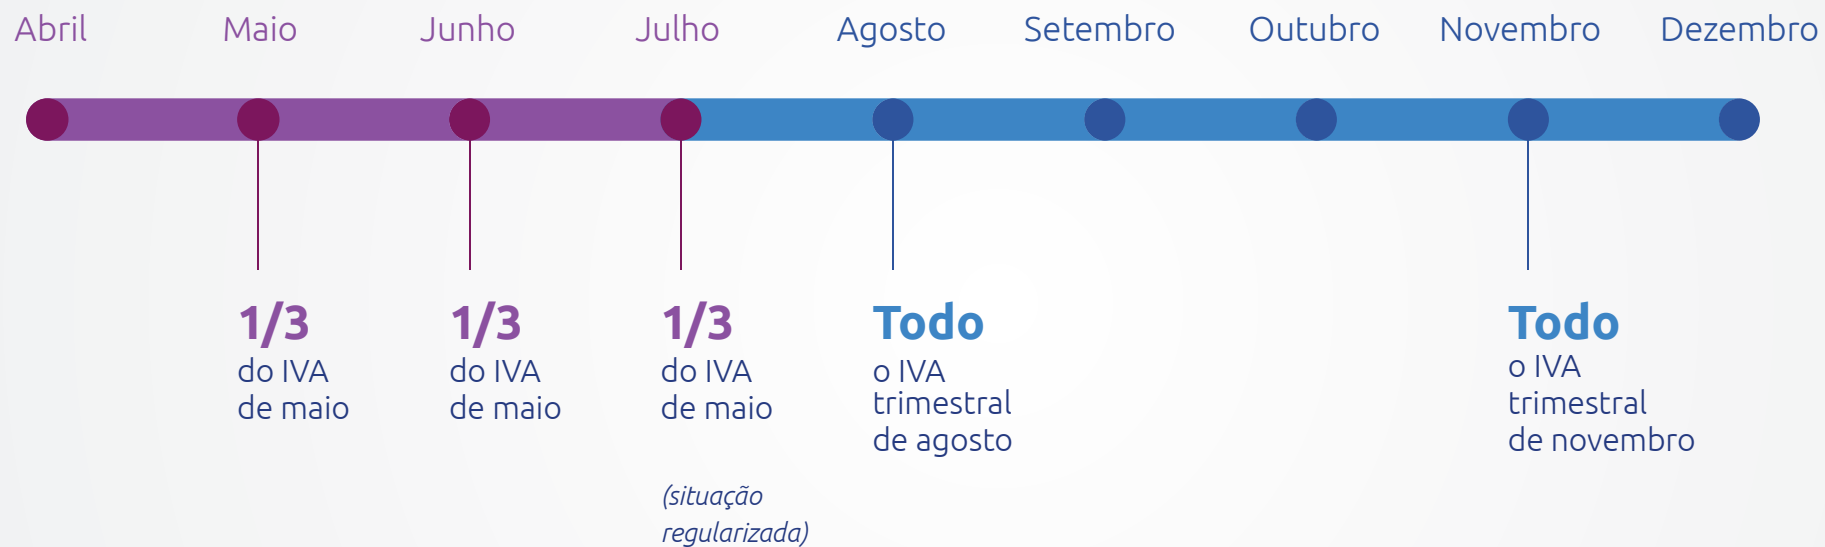 Abril Maio Junho Julho Agosto Setembro Outubro Novembro Dezembro
1/3
do IVA
de maio
1/3
do IVA
de maio
1/3
do IVA
de maio
(situação
regularizada)
Todo
o IVA
trimestral
de agosto
Todo
o IVA
trimestral
de novembro